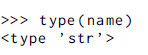 >>> type(name)
<type ’str’>